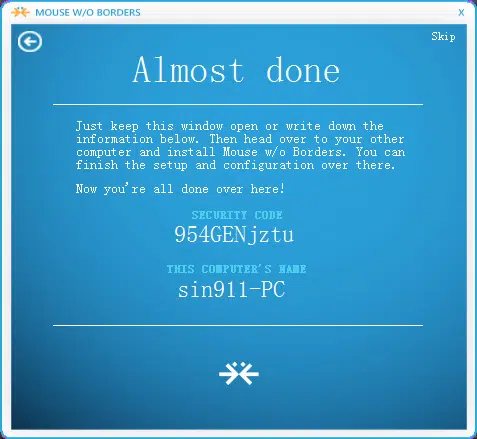 MOUSE W/O BORDERS
X
Skip
Almost done
Just keep this window open or write down the
information below. Then head over to your other
computer and install Mouse w/o Borders. You can
finish the setup and configuration over there.
Now you're all done over here!
SECURITY CODE
954GENjztu
THIS COMPUTER'S NAME
sin911-PC